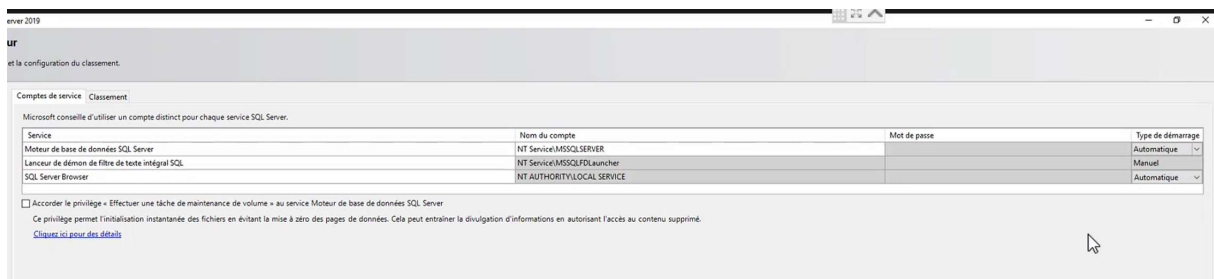 erver 2019
ur
et la configuration du classement.
Comptes de service Classement
Microsoft conseille d'utiliser un compte distinct pour chaque service SQL Server.
Service Nom du compte Mot de passe Type de démarrage
Moteur de base de données SQL Server NT Service\MSSQLSERVER Automatique
Lanceur de démon de filtre de texte intégral SQL NT Service\MSSQLFDLauncher Manuel
SQL Server Browser NT AUTHORITY\LOCAL SERVICE Automatique
Accorder le privilège « Effectuer une tâche de maintenance de volume » au service Moteur de base de données SQL Server
Ce privilège permet l'initialisation instantanée des fichiers en évitant la mise à zéro des pages de données. Cela peut entraîner la divulgation d'informations en autorisant l'accès au contenu supprimé.
Cliquez ici pour des détails